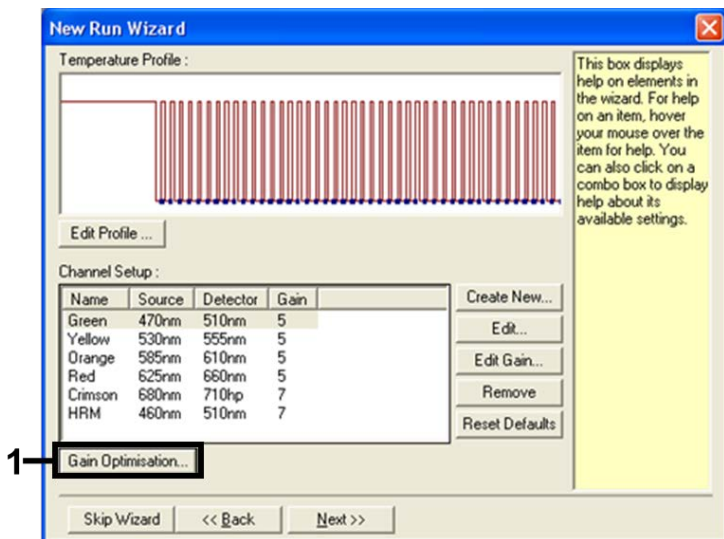 New Run Wizard
Temperature Profile :
This box displays
help on elements in
the wizard. For help
on an item, hover
your mouse over the
item for help. You
can also click on a
combo box to display
help about its
available settings.
Edit Profile ...
Channel Setup :
Name Source Detector Gain
Green 470nm 510nm 5
Yellow 530nm 555nm 5
Orange 585nm 610nm 5
Red 625nm 660nm 5
Crimson 680nm 710hp 7
HRM 460nm 510nm 7
Create New...
Edit...
Edit Gain...
Remove
Reset Defaults
1
Gain Optimisation...
Skip Wizard
<< Back
Next >>